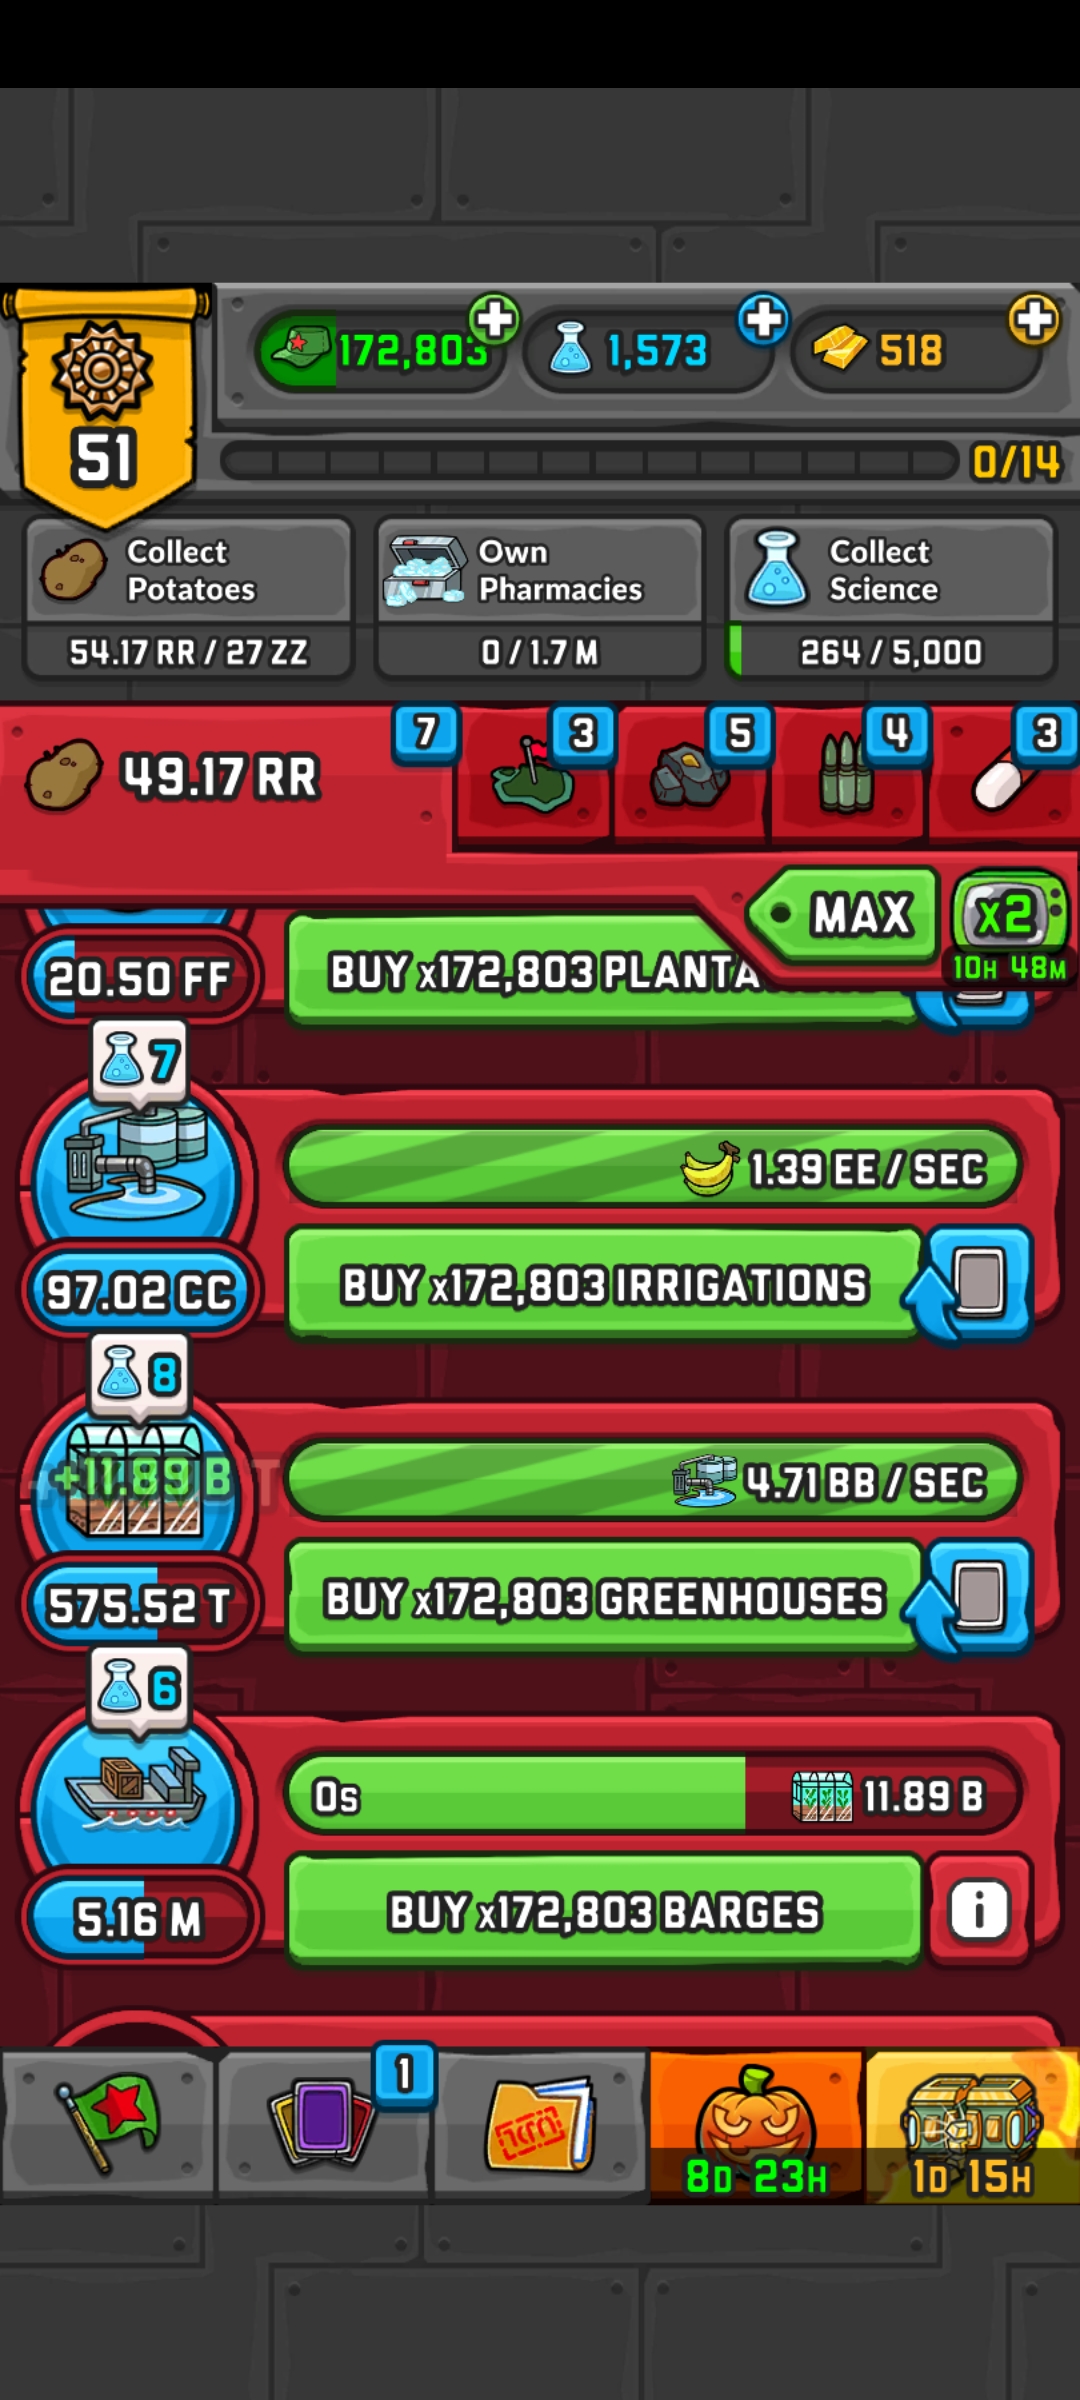 51
172,803
1,573
518
0/14
Collect Potatoes
54.17 RR / 27 ZZ
Own Pharmacies
0 / 1.7 M
Collect Science
264 / 5,000
49.17 RR
7
3
5
4
3
MAX
x2
10H 48M
20.50 FF
BUY x172,803 PLANTA
7
1.39 EE / SEC
97.02 CC
BUY x172,803 IRRIGATIONS
8
+11.89 B
4.71 BB / SEC
575.52 T
BUY x172,803 GREENHOUSES
6
0s
11.89 B
5.16 M
BUY x172,803 BARGES
i
1
8D 23H
1D 15H